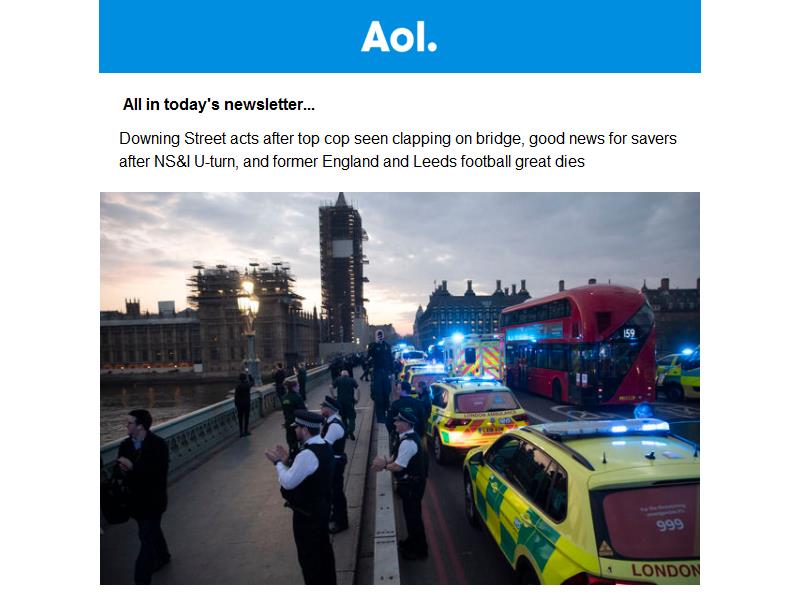 Aol.
All in today's newsletter...
Downing Street acts after top cop seen clapping on bridge, good news for savers
after NS&I U-turn, and former England and Leeds football great dies
159
LONDON AMBULANCE
999
LONDON